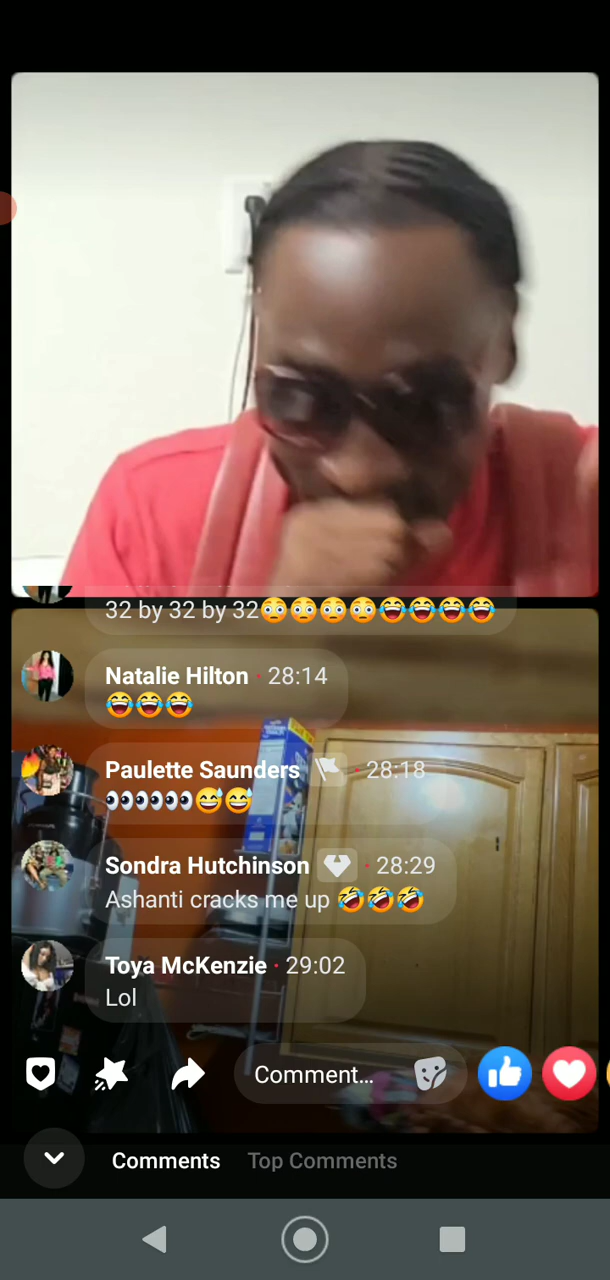 32 by 32 by 32😳😳😳😳😂😂😂😂
Natalie Hilton · 28:14
😂😂😂
Paulette Saunders · 28:18
👀👀👀😅😅
Sondra Hutchinson · 28:29
Ashanti cracks me up 🤣🤣🤣
Toya McKenzie · 29:02
Lol
Comment...
Comments Top Comments